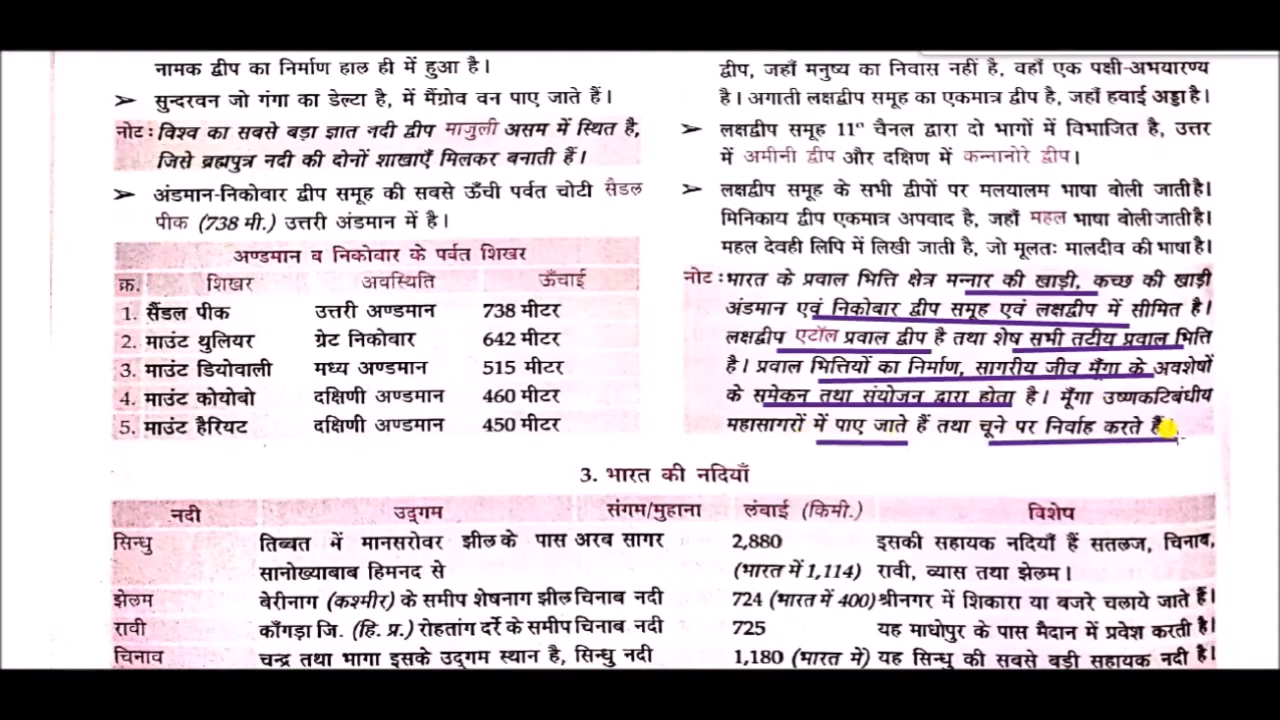 नामक द्वीप का निर्माण हाल ही में हुआ है।
➢ सुन्दरवन जो गंगा का डेल्टा है, में मैंग्रोव वन पाए जाते हैं।
नोट : विश्व का सबसे बड़ा ज्ञात नदी द्वीप माजुली असम में स्थित है,
जिसे ब्रह्मपुत्र नदी की दोनों शाखाएँ मिलकर बनाती हैं।
➢ अंडमान-निकोबार द्वीप समूह की सबसे ऊँची पर्वत चोटी सैडल
पीक (738 मी.) उत्तरी अंडमान में है।
अण्डमान व निकोबार के पर्वत शिखर
क्र. शिखर अवस्थिति ऊँचाई
1. सैंडल पीक उत्तरी अण्डमान 738 मीटर
2. माउंट थुलियर ग्रेट निकोबार 642 मीटर
3. माउंट डियोवाली मध्य अण्डमान 515 मीटर
4. माउंट कोयोबो दक्षिणी अण्डमान 460 मीटर
5. माउंट हैरियट दक्षिणी अण्डमान 450 मीटर
द्वीप, जहाँ मनुष्य का निवास नहीं है, वहाँ एक पक्षी-अभयारण्य
है। अगाती लक्षद्वीप समूह का एकमात्र द्वीप है, जहाँ हवाई अड्डा है।
➢ लक्षद्वीप समूह 11° चैनल द्वारा दो भागों में विभाजित है, उत्तर
में अमीनी द्वीप और दक्षिण में कन्नानोरे द्वीप।
➢ लक्षद्वीप समूह के सभी द्वीपों पर मलयालम भाषा बोली जाती है।
मिनिकाय द्वीप एकमात्र अपवाद है, जहाँ महल भाषा बोली जाती है।
महल देवही लिपि में लिखी जाती है, जो मूलतः मालदीव की भाषा है।
नोट : भारत के प्रवाल भित्ति क्षेत्र मन्नार की खाड़ी, कच्छ की खाड़ी
अंडमान एवं निकोबार द्वीप समूह एवं लक्षद्वीप में सीमित है।
लक्षद्वीप एटॉल प्रवाल द्वीप है तथा शेष सभी तटीय प्रवाल भित्ति
है। प्रवाल भित्तियों का निर्माण, सागरीय जीव मूँगा के अवशेषों
के समेकन तथा संयोजन द्वारा होता है। मूँगा उष्णकटिबंधीय
महासागरों में पाए जाते हैं तथा चूने पर निर्वाह करते हैं।
3. भारत की नदियाँ
नदी उद्गम संगम/मुहाना लंबाई (किमी.) विशेष
सिन्धु तिब्बत में मानसरोवर झील के पास अरब सागर 2,880 इसकी सहायक नदियाँ हैं सतलज, चिनाब,
सानोख्याबाब हिमनद से (भारत में 1,114) रावी, व्यास तथा झेलम।
झेलम बेरीनाग (कश्मीर) के समीप शेषनाग झील चिनाब नदी 724 (भारत में 400) श्रीनगर में शिकारा या बजरे चलाये जाते हैं।
रावी काँगड़ा जि. (हि. प्र.) रोहतांग दर्रे के समीप चिनाब नदी 725 यह माधोपुर के पास मैदान में प्रवेश करती है।
चिनाव चन्द्र तथा भागा इसके उद्गम स्थान है, सिन्धु नदी 1,180 (भारत में) यह सिन्धु की सबसे बड़ी सहायक नदी है।